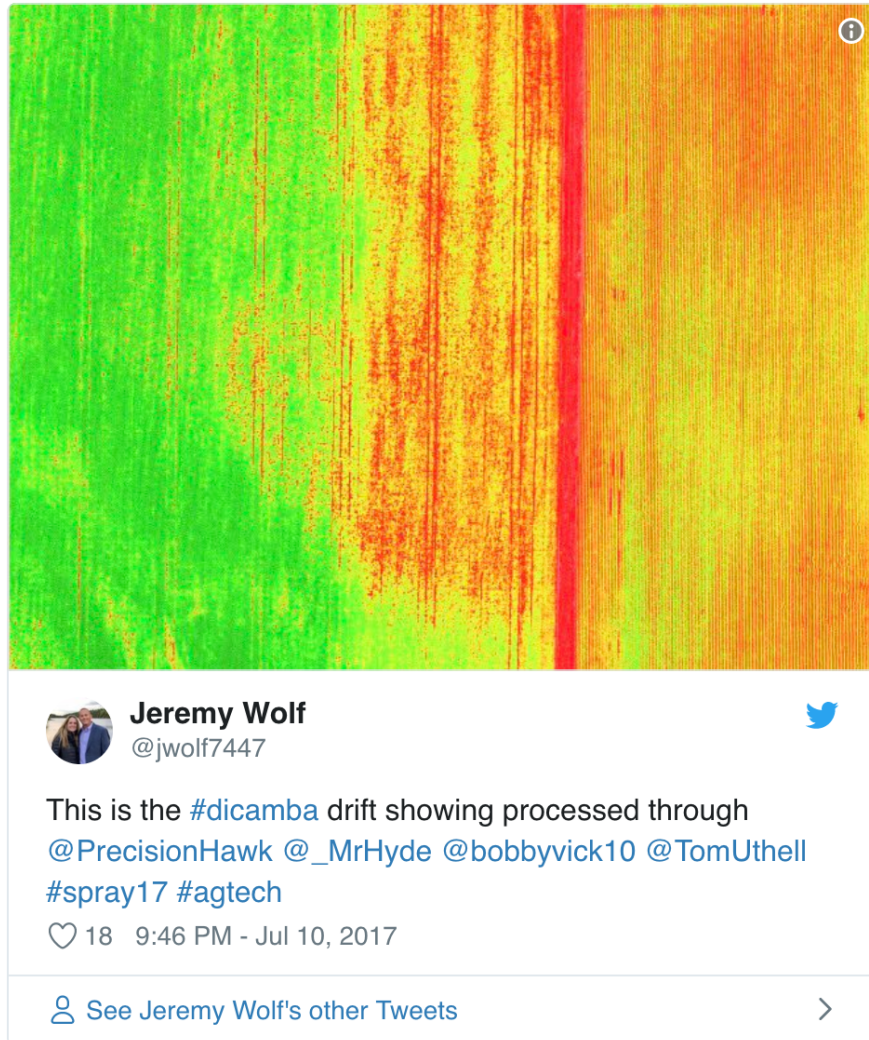 Jeremy Wolf
@jwolf7447
This is the #dicamba drift showing processed through
@PrecisionHawk @_MrHyde @bobbyvick10 @TomUthell
#spray17 #agtech
18 9:46 PM - Jul 10, 2017
See Jeremy Wolf's other Tweets